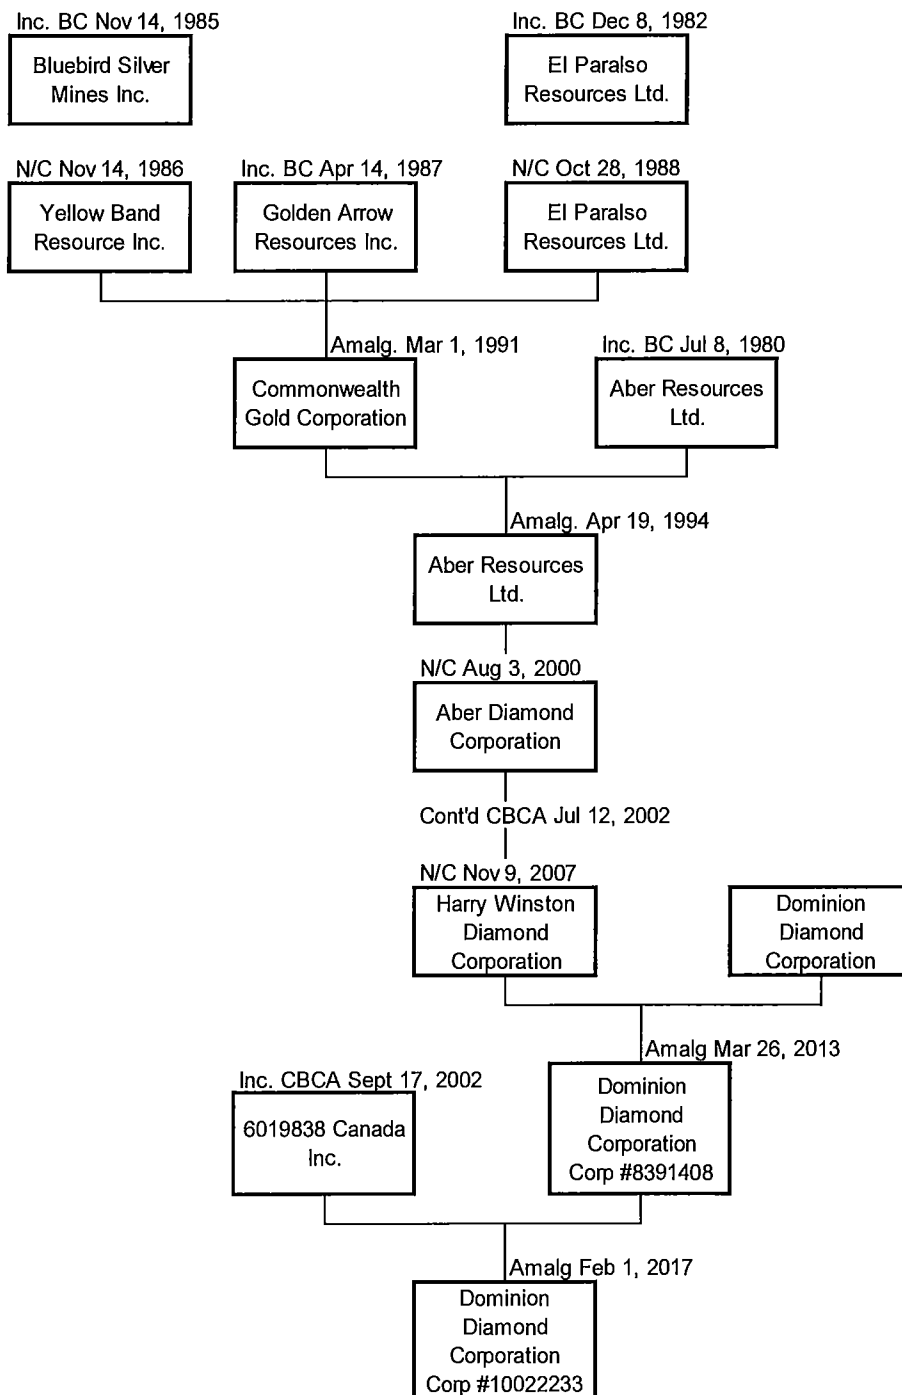 Inc. BC Nov 14, 1985
Bluebird Silver
Mines Inc.
Inc. BC Dec 8, 1982
El Paralso
Resources Ltd.
N/C Nov 14, 1986
Yellow Band
Resource Inc.
Inc. BC Apr 14, 1987
Golden Arrow
Resources Inc.
N/C Oct 28, 1988
El Paralso
Resources Ltd.
Amalg. Mar 1, 1991
Commonwealth
Gold Corporation
Inc. BC Jul 8, 1980
Aber Resources
Ltd.
Amalg. Apr 19, 1994
Aber Resources
Ltd.
N/C Aug 3, 2000
Aber Diamond
Corporation
Cont'd CBCA Jul 12, 2002
N/C Nov 9, 2007
Harry Winston
Diamond
Corporation
Dominion
Diamond
Corporation
Amalg Mar 26, 2013
Dominion
Diamond
Corporation
Corp #8391408
Inc. CBCA Sept 17, 2002
6019838 Canada
Inc.
Amalg Feb 1, 2017
Dominion
Diamond
Corporation
Corp #10022233